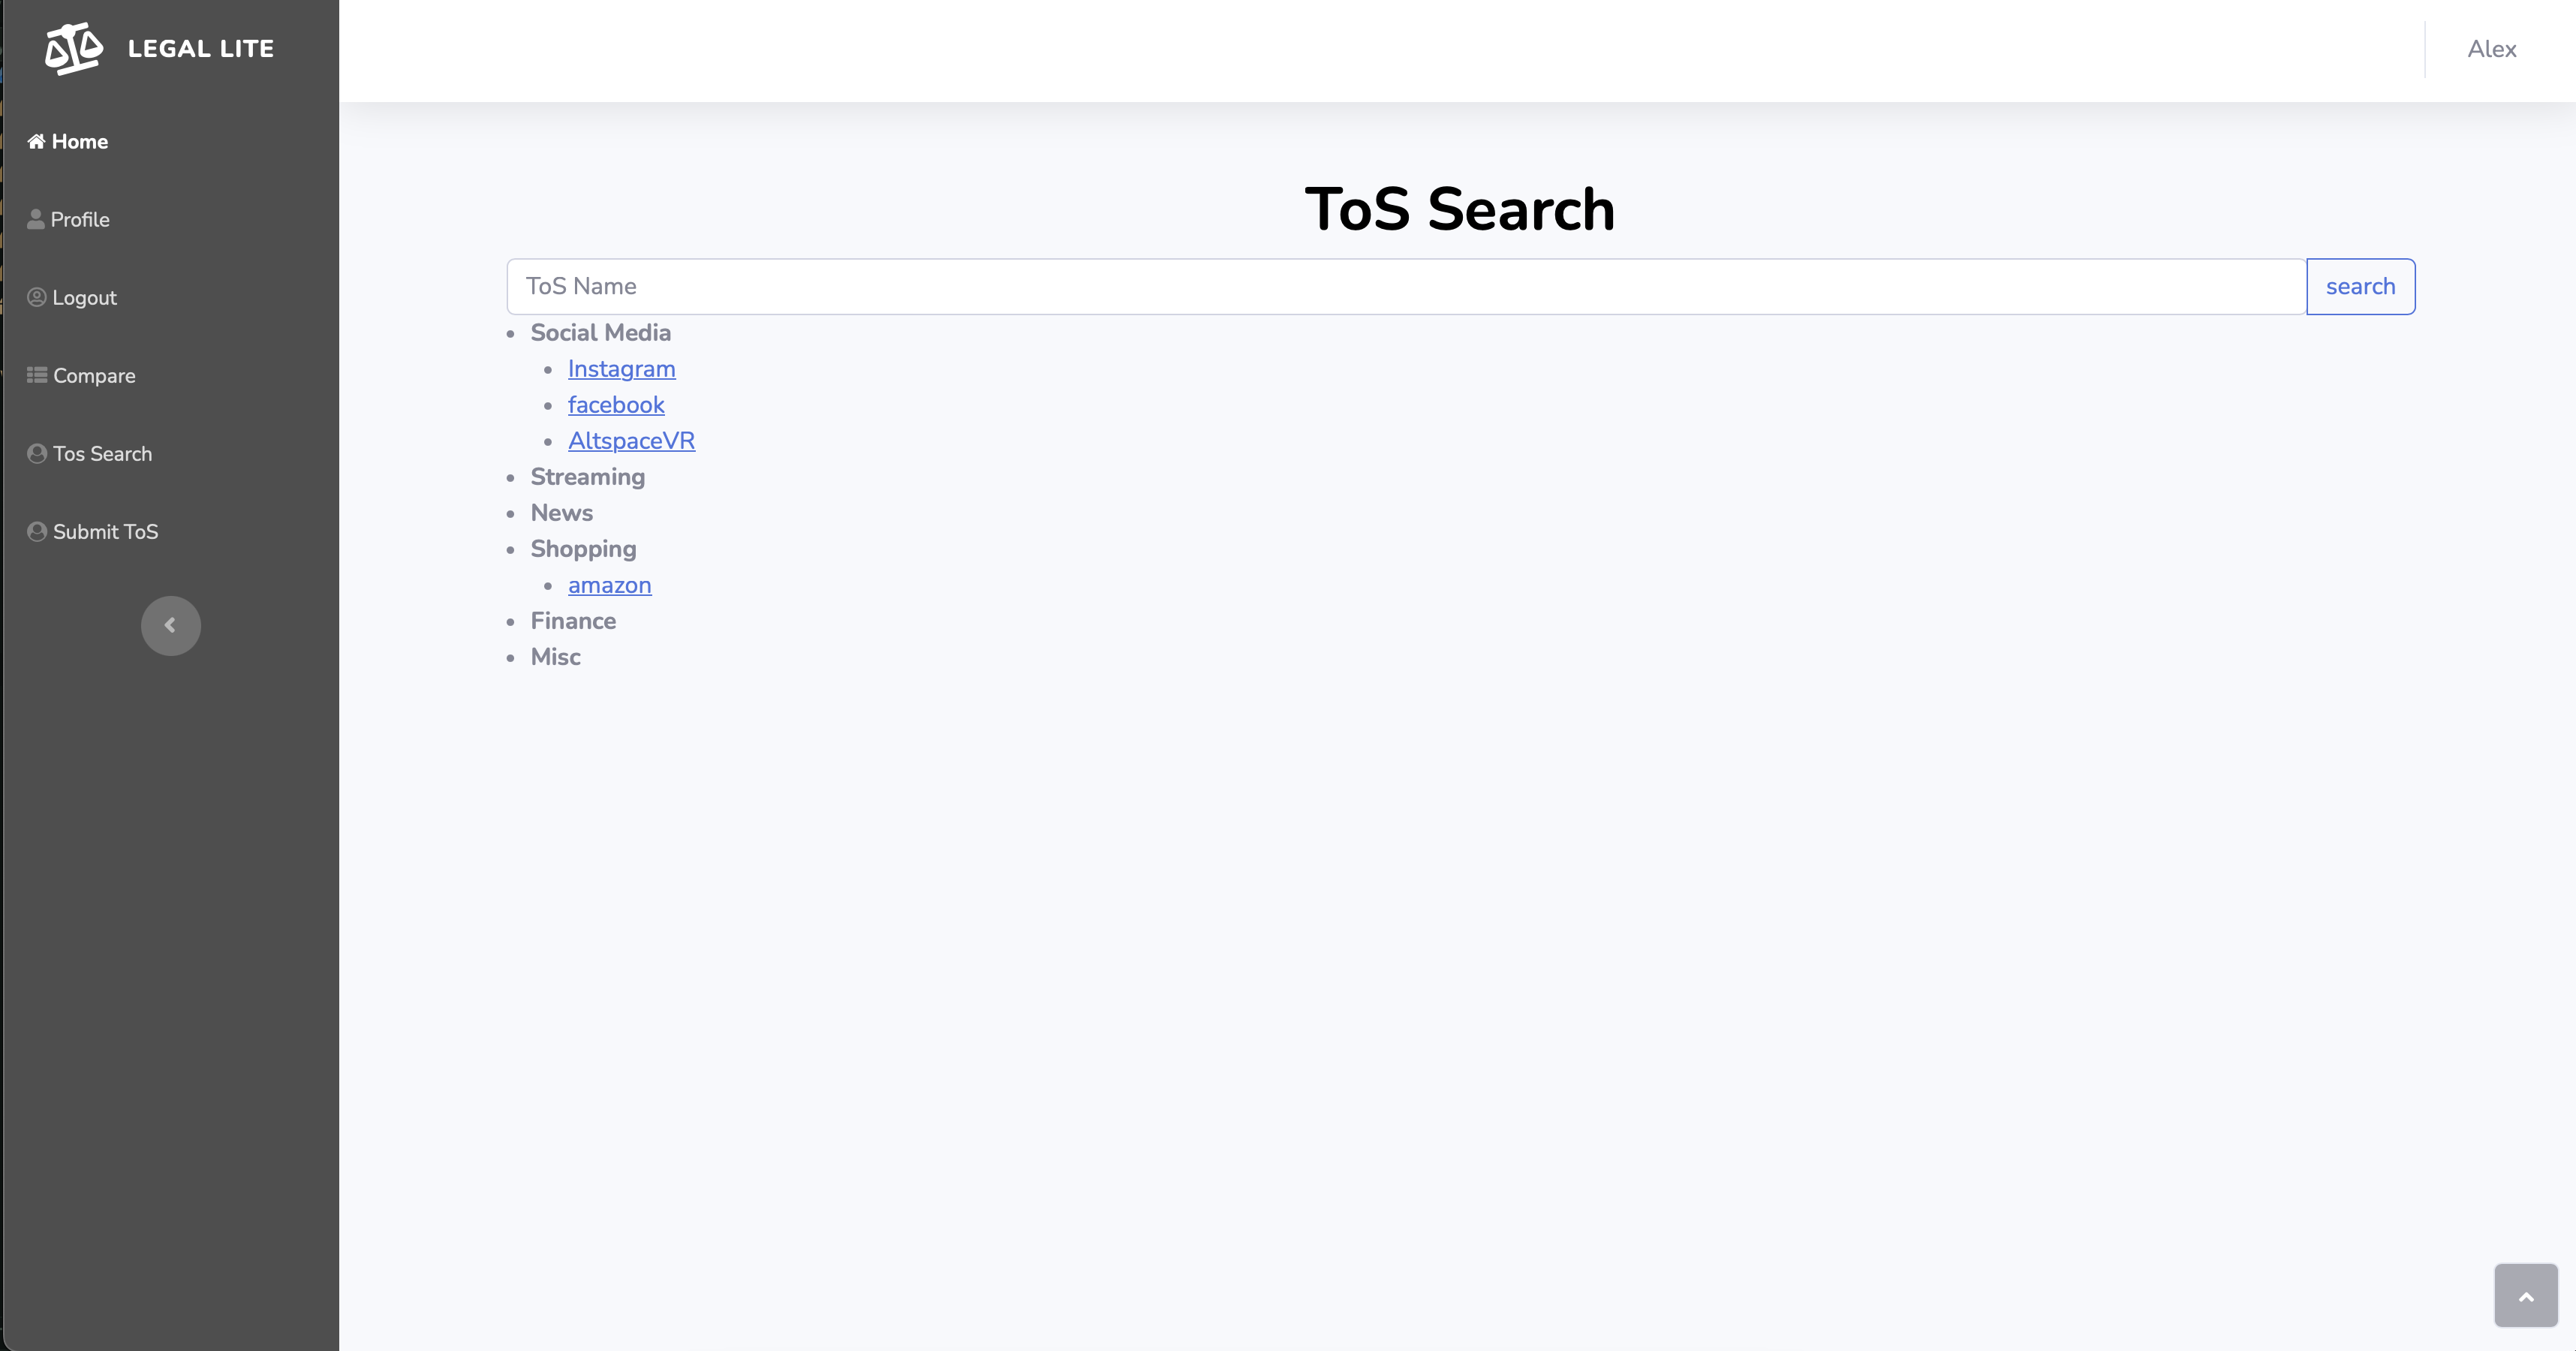 LEGAL LITE
Alex
Home
Profile
Logout
Compare
Tos Search
Submit ToS
ToS Search
ToS Name
search
Social Media
Instagram
facebook
AltspaceVR
Streaming
News
Shopping
amazon
Finance
Misc